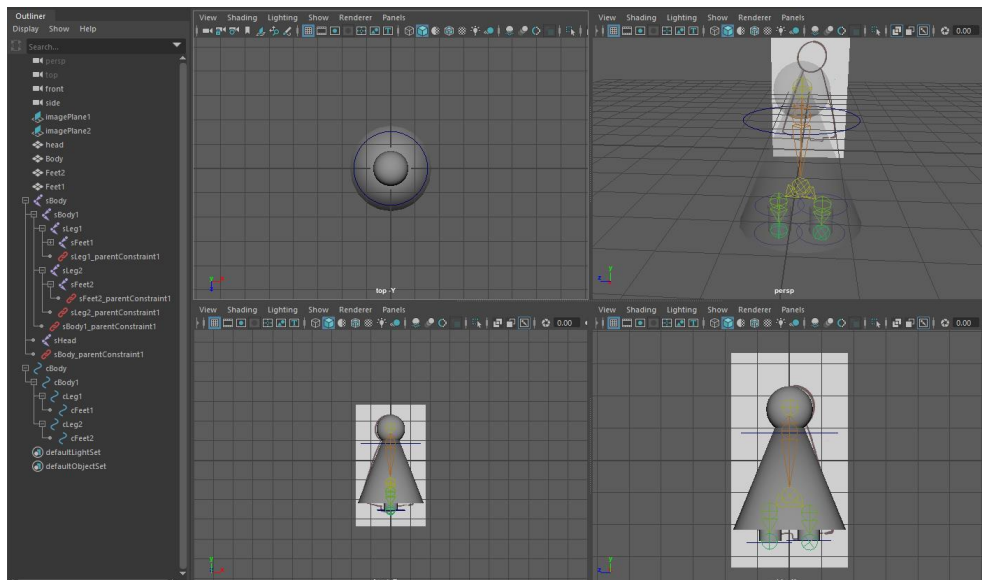 Outliner
Display Show Help
Search...
persp
top
front
side
imagePlane1
imagePlane2
head
Body
Feet2
Feet1
sBody
sBody1
sLeg1
sFeet1
sLeg1_parentConstraint1
sLeg2
sFeet2
sFeet2_parentConstraint1
sLeg2_parentConstraint1
sBody1_parentConstraint1
sHead
sBody_parentConstraint1
cBody
cBody1
cLeg1
cFeet1
cLeg2
cFeet2
defaultLightSet
defaultObjectSet
View Shading Lighting Show Renderer Panels
top -Y
View Shading Lighting Show Renderer Panels
0.00
persp
View Shading Lighting Show Renderer Panels
0.00
View Shading Lighting Show Renderer Panels
0.00